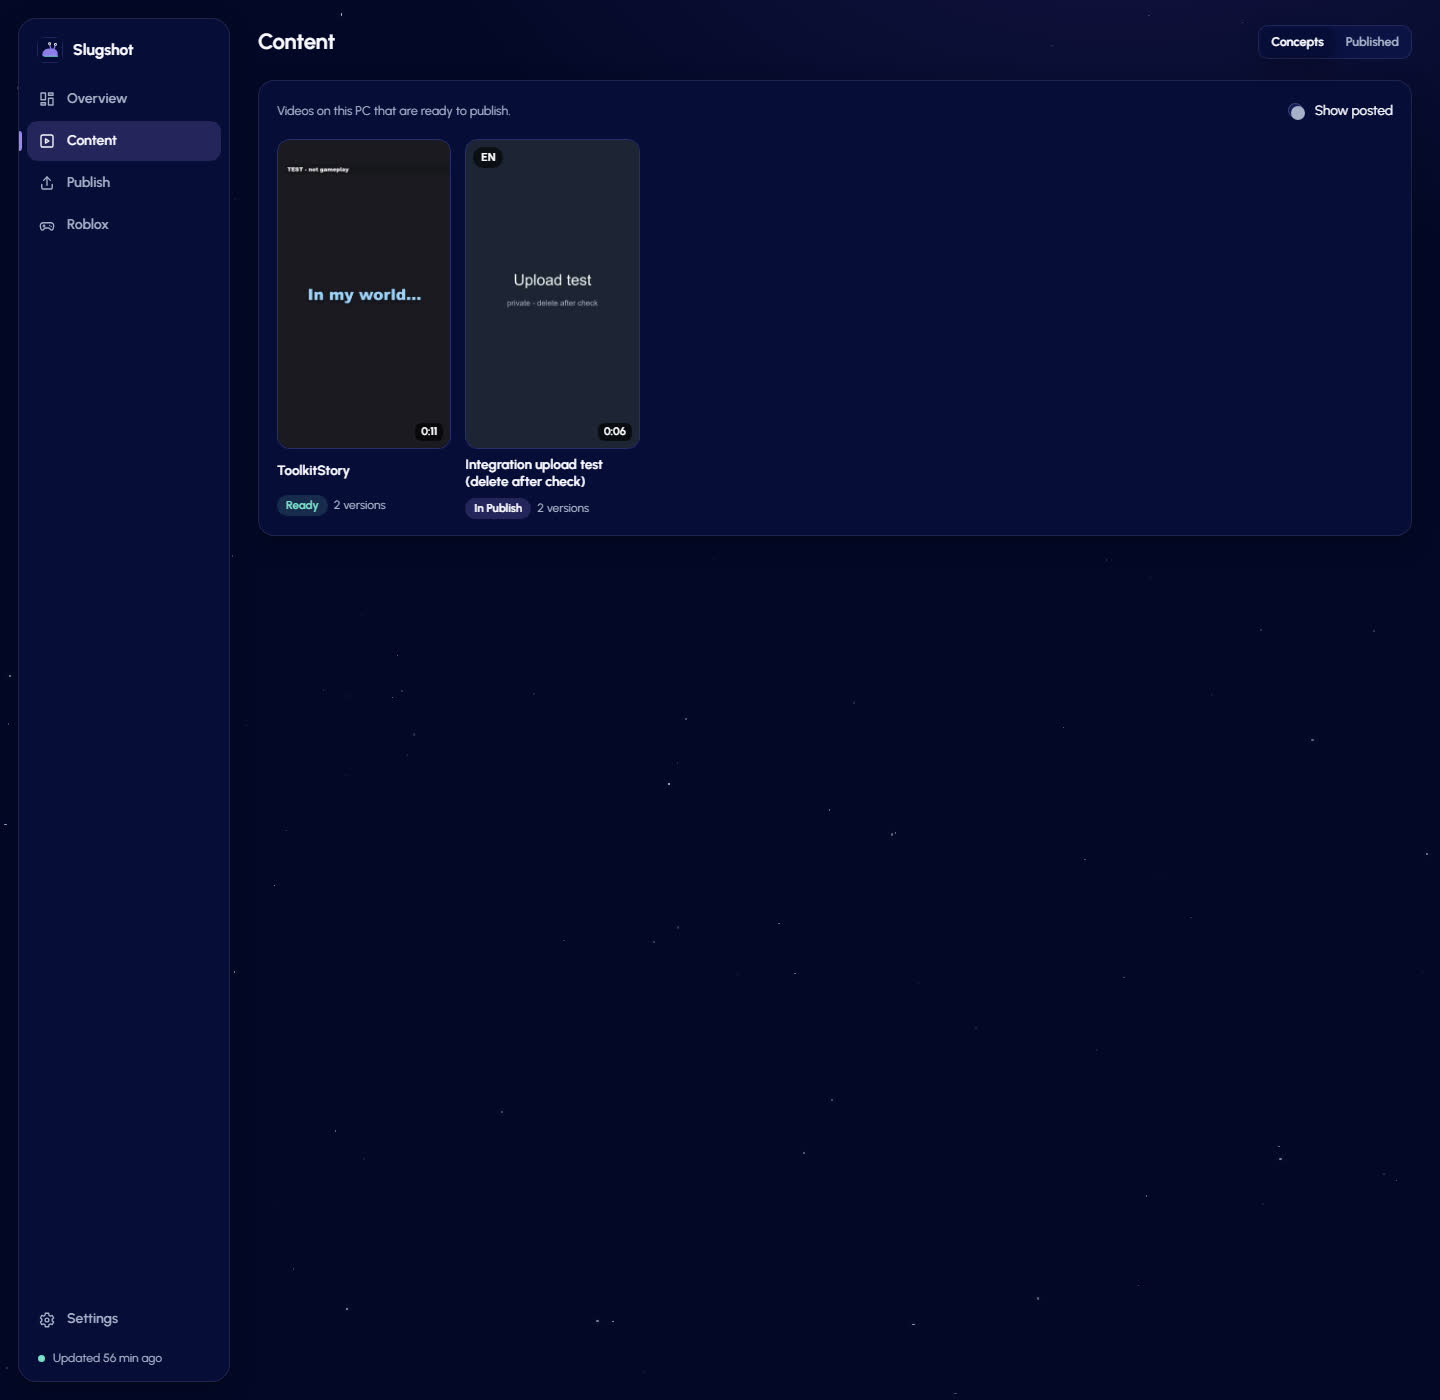 Slugshot
Overview
Content
Publish
Roblox
Settings
Updated 56 min ago
Content
Concepts
Published
Videos on this PC that are ready to publish.
Show posted
TEST - not gameplay
In my world...
0:11
ToolkitStory
Ready
2 versions
EN
Upload test
private - delete after check
0:06
Integration upload test
(delete after check)
In Publish
2 versions